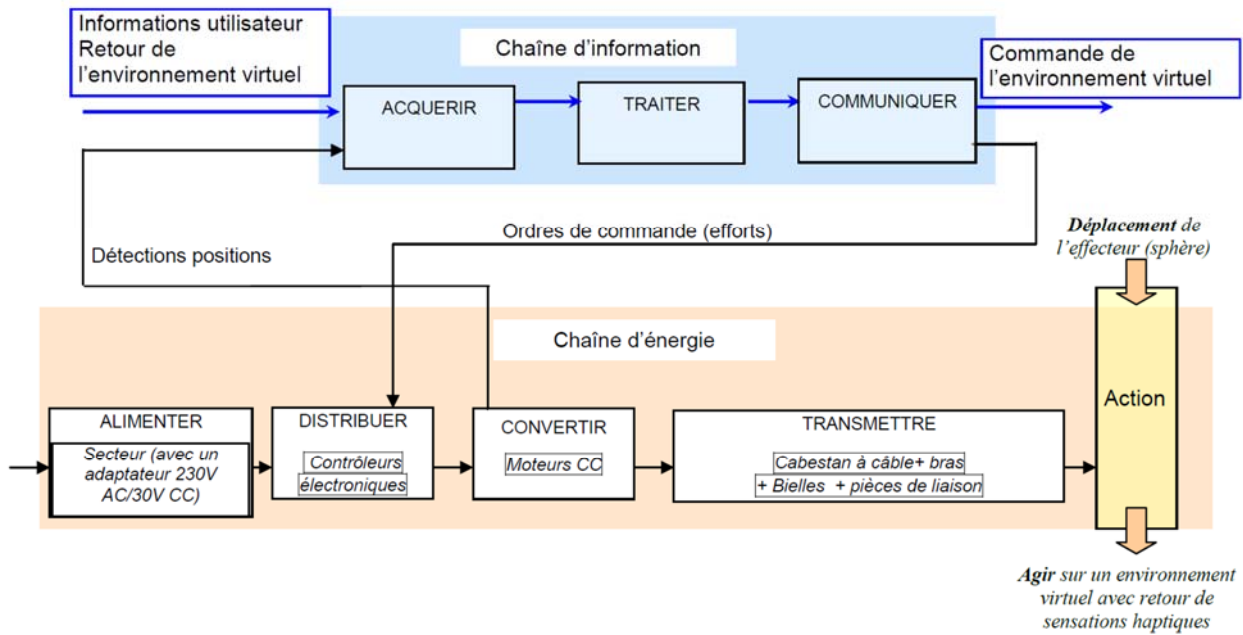 Informations utilisateur
Retour de
l'environnement virtuel
Chaîne d'information
Commande de
l'environnement virtuel
ACQUERIR
TRAITER
COMMUNIQUER
Ordres de commande (efforts)
Détections positions
Déplacement de
l'effecteur (sphère)
Chaîne d'énergie
Action
ALIMENTER
Secteur (avec un
adaptateur 230V
AC/30V CC)
DISTRIBUER
Contrôleurs
électroniques
CONVERTIR
Moteurs CC
TRANSMETTRE
Cabestan à câble+ bras
+ Bielles + pièces de liaison
Agir sur un environnement
virtuel avec retour de
sensations haptiques